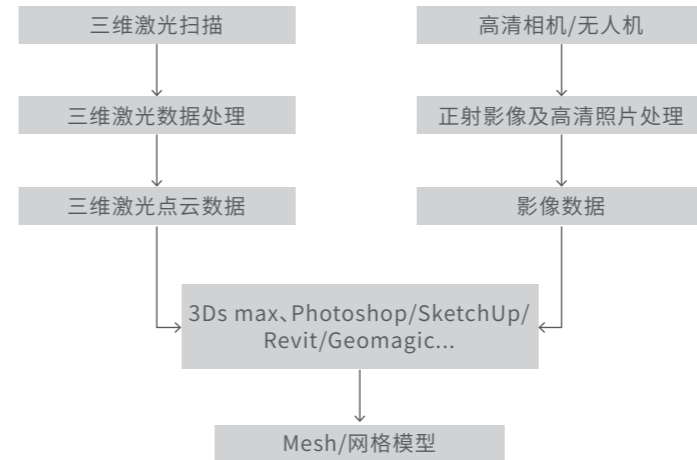 三维激光扫描
高清相机/无人机
三维激光数据处理
正射影像及高清照片处理
三维激光点云数据
影像数据
3Ds max、Photoshop/SketchUp/
Revit/Geomagic...
Mesh/网格模型